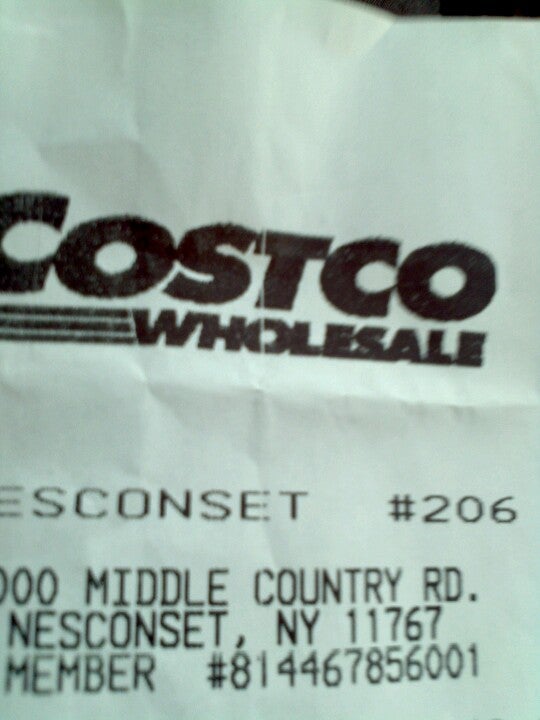 COSTCO
WHOLESALE
ESCONSET #206
000 MIDDLE COUNTRY RD.
NESCONSET, NY 11767
MEMBER #814467856001